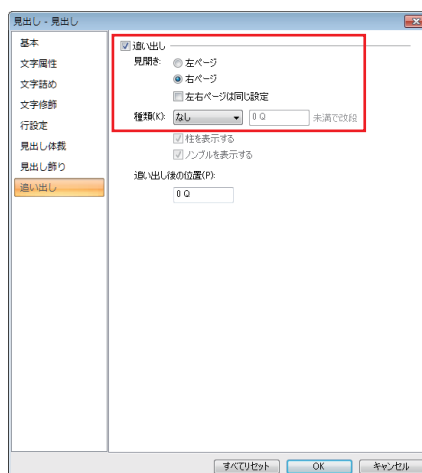 見出し - 見出し
基本
文字属性
文字詰め
文字修飾
行設定
見出し体裁
見出し飾り
追い出し
追い出し
見開き: 左ページ
右ページ
左右ページは同じ設定
種類(K): なし 0 Q 未満で改段
柱を表示する
ノンブルを表示する
追い出し後の位置(P):
0 Q
すべてリセット OK キャンセル